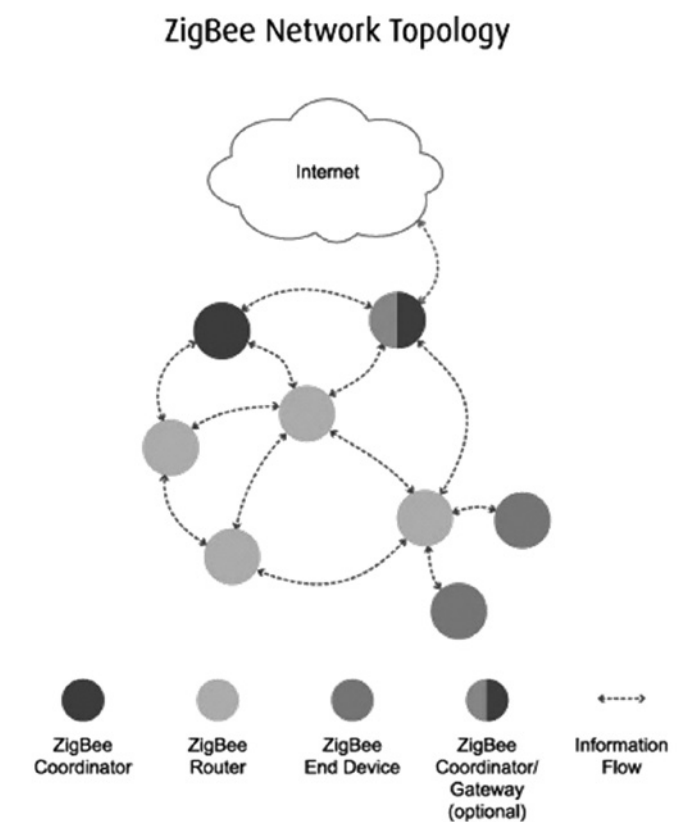 ZigBee Network Topology
Internet
ZigBee
Coordinator
ZigBee
Router
ZigBee
End Device
ZigBee
Coordinator/
Gateway
(optional)
Information
Flow